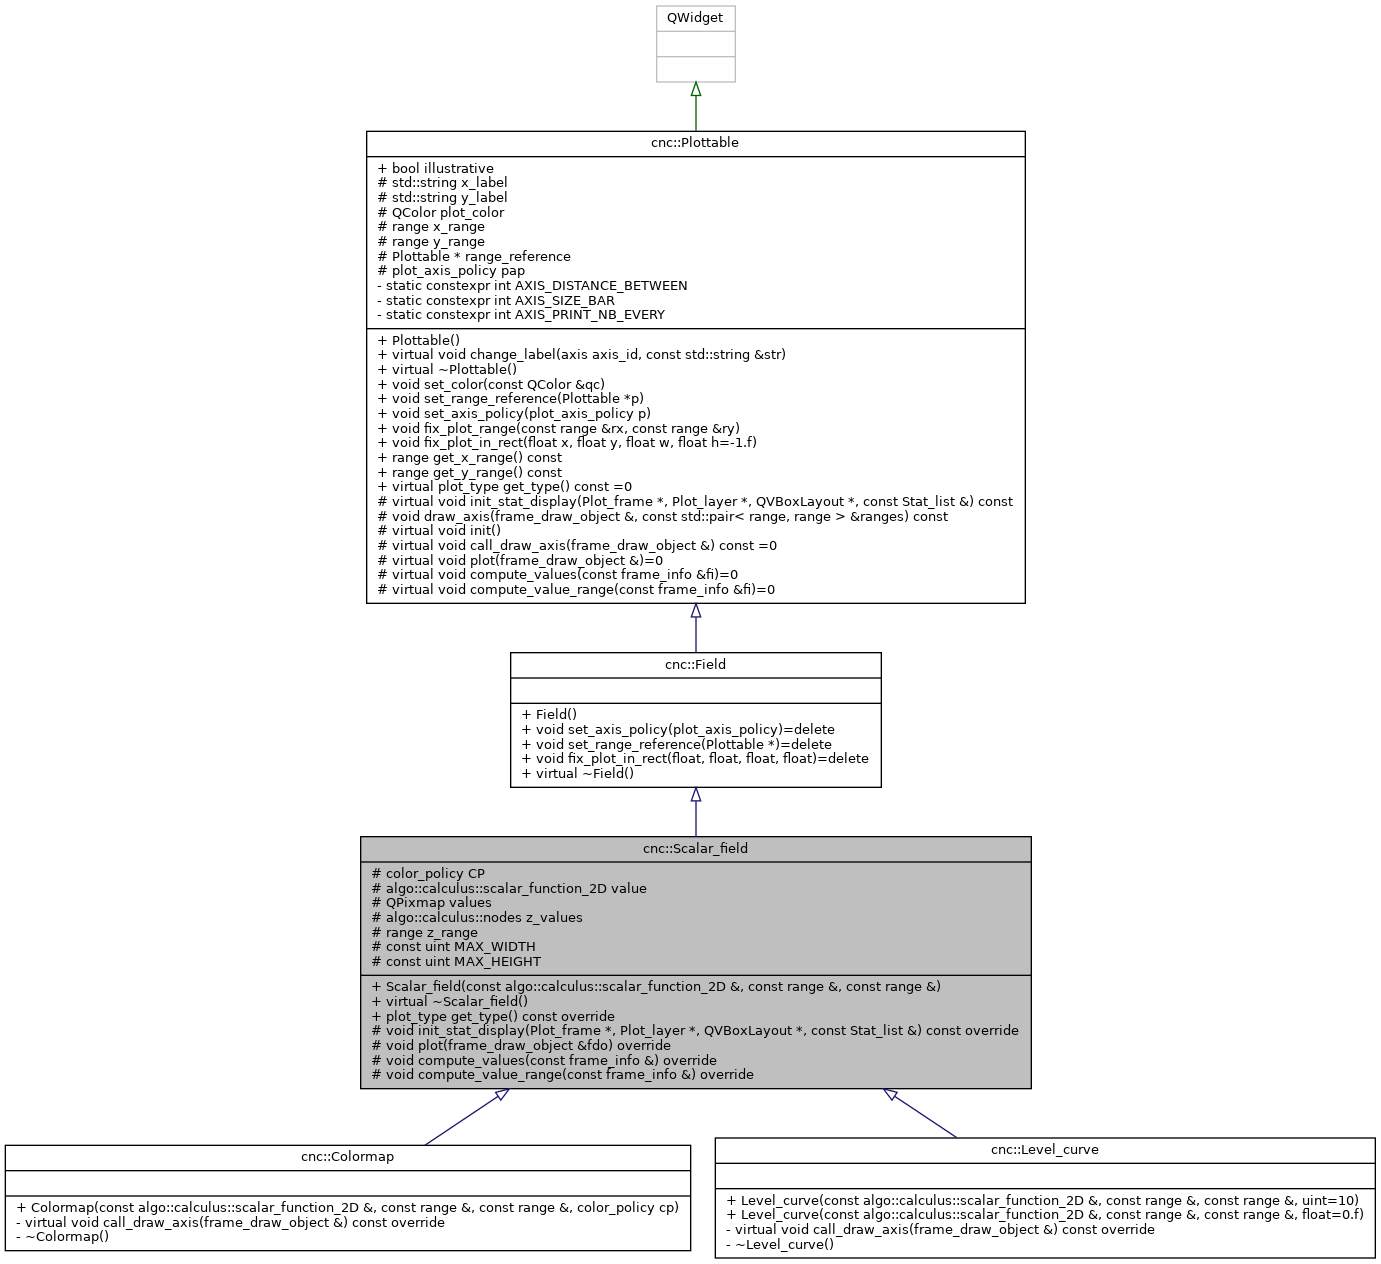 QWidget
cnc::Plottable
+ bool illustrative
# std::string x_label
# std::string y_label
# QColor plot_color
# range x_range
# range y_range
# Plottable * range_reference
# plot_axis_policy pap
- static constexpr int AXIS_DISTANCE_BETWEEN
- static constexpr int AXIS_SIZE_BAR
- static constexpr int AXIS_PRINT_NB_EVERY
+ Plottable()
+ virtual void change_label(axis axis_id, const std::string &str)
+ virtual ~Plottable()
+ void set_color(const QColor &qc)
+ void set_range_reference(Plottable *p)
+ void set_axis_policy(plot_axis_policy p)
+ void fix_plot_range(const range &rx, const range &ry)
+ void fix_plot_in_rect(float x, float y, float w, float h=-1.f)
+ range get_x_range() const
+ range get_y_range() const
+ virtual plot_type get_type() const =0
# virtual void init_stat_display(Plot_frame *, Plot_layer *, QVBoxLayout *, const Stat_list &) const
# void draw_axis(frame_draw_object &, const std::pair< range, range > &ranges) const
# virtual void init()
# virtual void call_draw_axis(frame_draw_object &) const =0
# virtual void plot(frame_draw_object &)=0
# virtual void compute_values(const frame_info &fi)=0
# virtual void compute_value_range(const frame_info &fi)=0
cnc::Field
+ Field()
+ void set_axis_policy(plot_axis_policy)=delete
+ void set_range_reference(Plottable *)=delete
+ void fix_plot_in_rect(float, float, float, float)=delete
+ virtual ~Field()
cnc::Scalar_field
# color_policy CP
# algo::calculus::scalar_function_2D value
# QPixmap values
# algo::calculus::nodes z_values
# range z_range
# const uint MAX_WIDTH
# const uint MAX_HEIGHT
+ Scalar_field(const algo::calculus::scalar_function_2D &, const range &, const range &)
+ virtual ~Scalar_field()
+ plot_type get_type() const override
# void init_stat_display(Plot_frame *, Plot_layer *, QVBoxLayout *, const Stat_list &) const override
# void plot(frame_draw_object &fdo) override
# void compute_values(const frame_info &) override
# void compute_value_range(const frame_info &) override
cnc::Colormap
+ Colormap(const algo::calculus::scalar_function_2D &, const range &, const range &, color_policy cp)
- virtual void call_draw_axis(frame_draw_object &) const override
- ~Colormap()
cnc::Level_curve
+ Level_curve(const algo::calculus::scalar_function_2D &, const range &, const range &, uint=10)
+ Level_curve(const algo::calculus::scalar_function_2D &, const range &, const range &, float=0.f)
- virtual void call_draw_axis(frame_draw_object &) const override
- ~Level_curve()